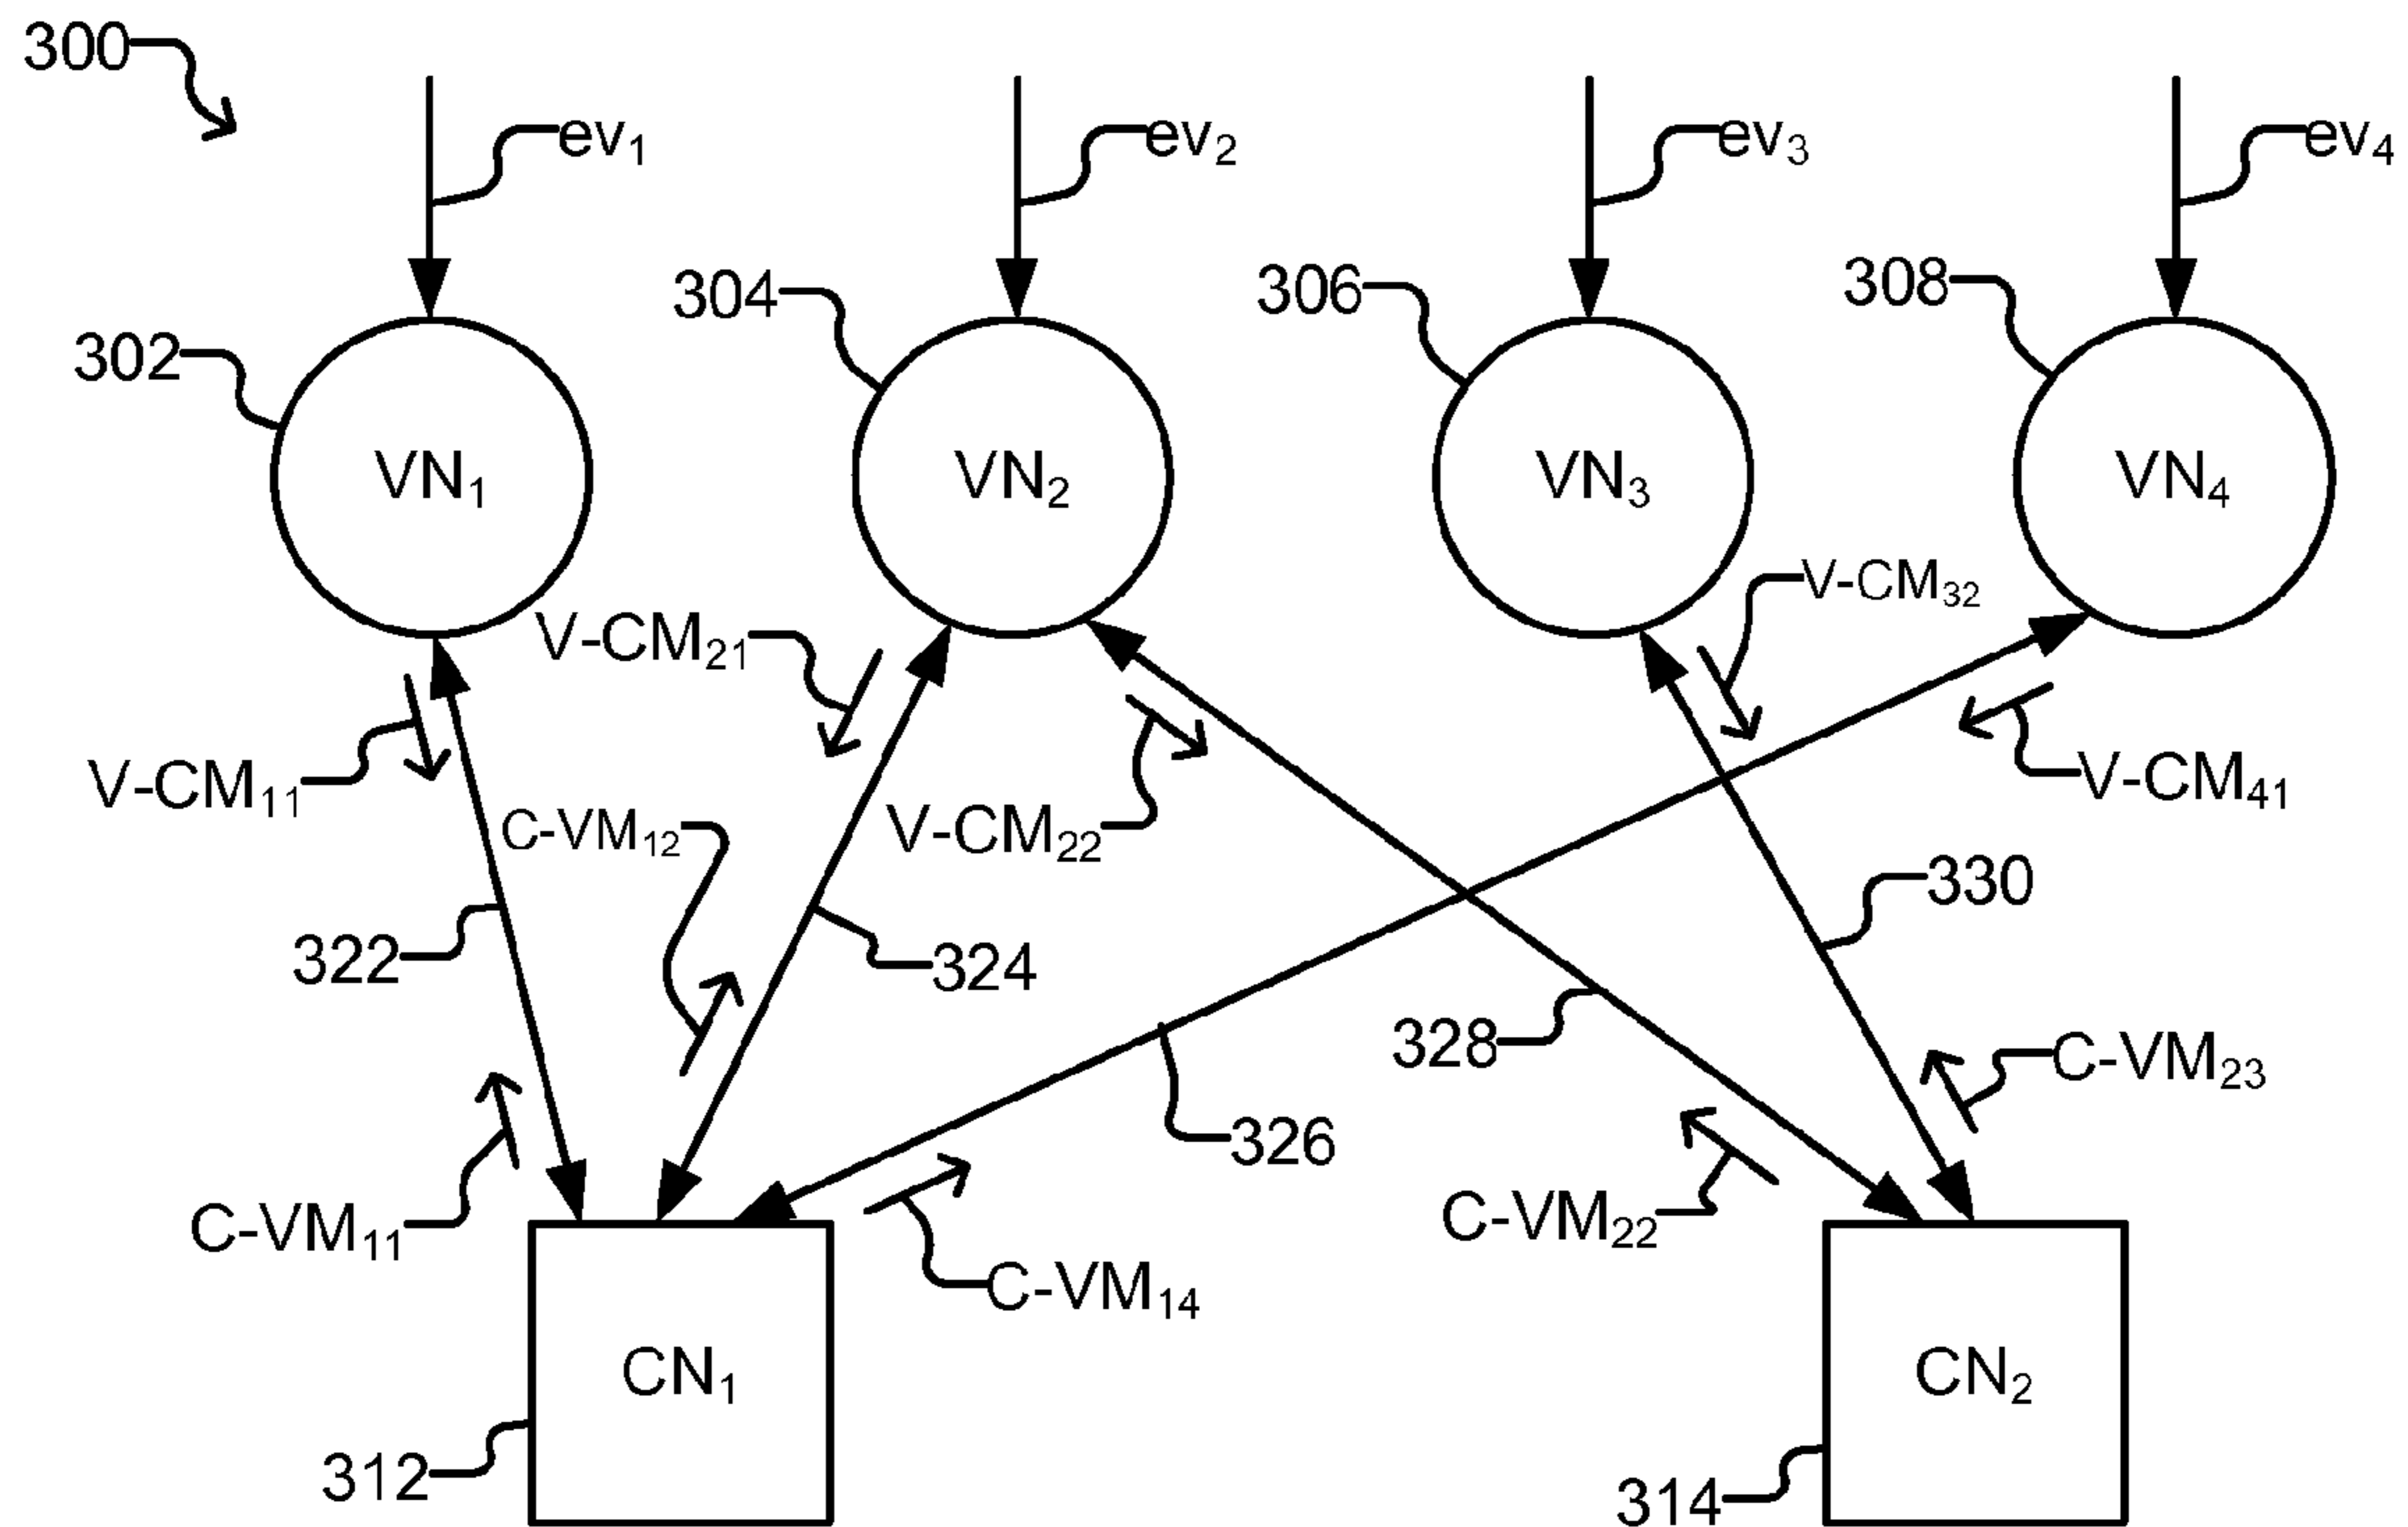 300
ev1
ev2
ev3
ev4
302
304
306
308
VN1
VN2
VN3
VN4
V-CM11
V-CM21
V-CM22
V-CM32
V-CM41
C-VM12
322
324
330
328
326
C-VM11
C-VM14
C-VM22
C-VM23
CN1
CN2
312
314